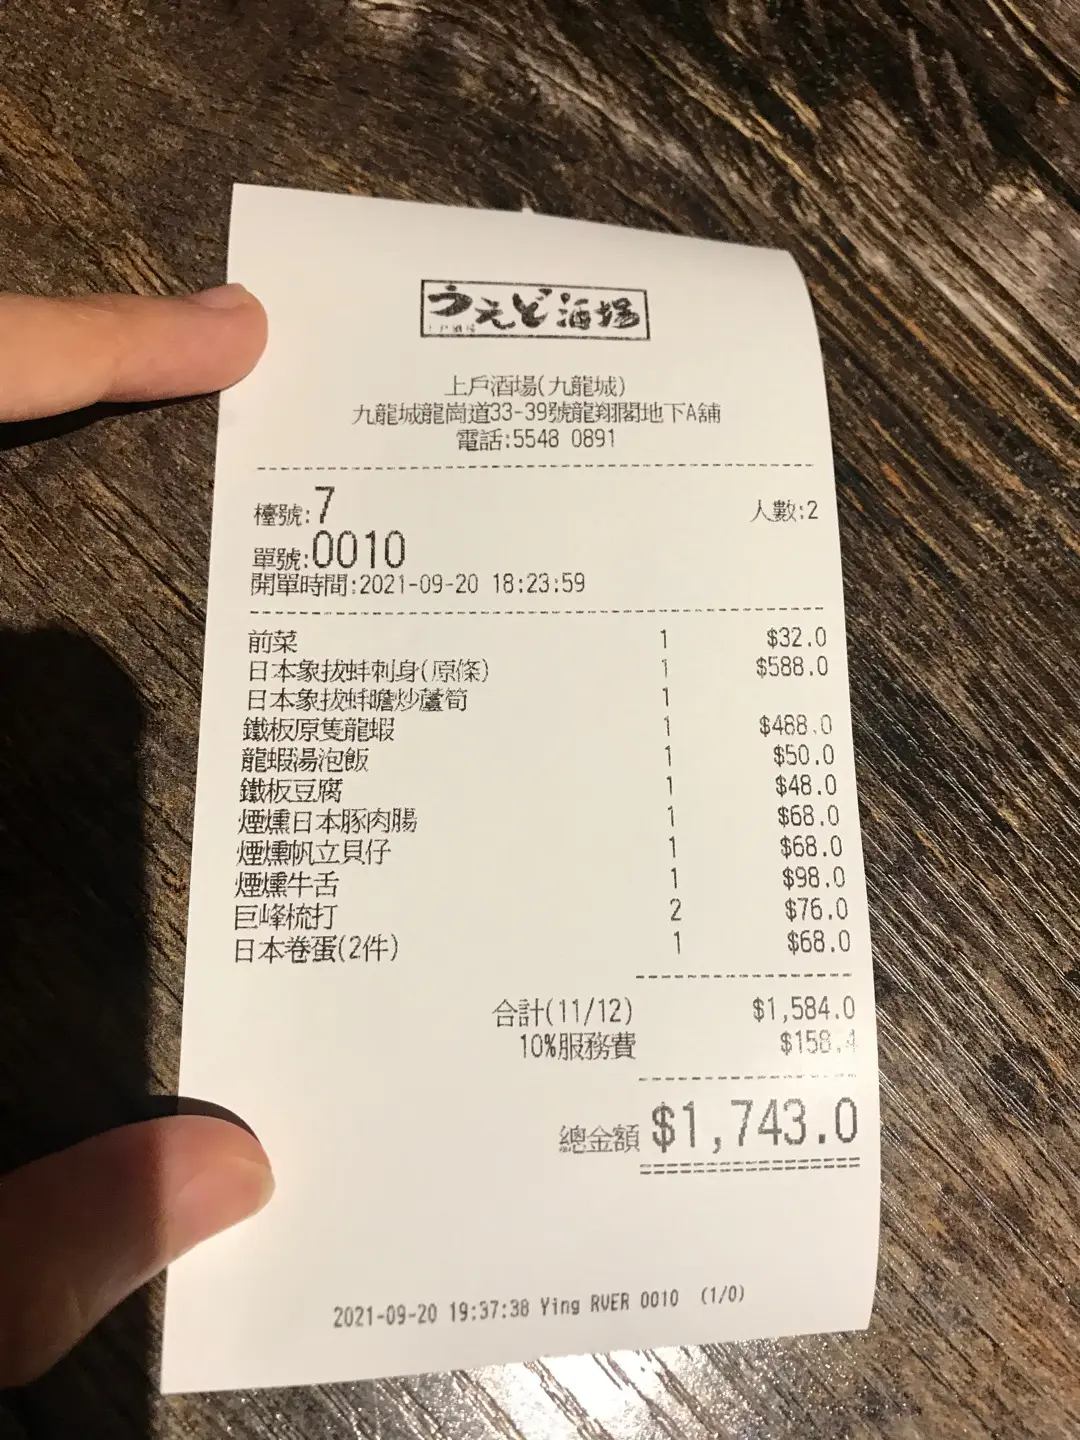 うえど酒場
上戶酒場
上戶酒場(九龍城)
九龍城龍崗道33-39號龍翔閣地下A舖
電話:5548 0891
檯號:7 人數:2
單號:0010
開單時間:2021-09-20 18:23:59
前菜 1 $32.0
日本象拔蚌刺身(原條) 1 $588.0
日本象拔蚌膽炒蘆筍 1
鐵板原隻龍蝦 1 $488.0
龍蝦湯泡飯 1 $50.0
鐵板豆腐 1 $48.0
煙燻日本豚肉腸 1 $68.0
煙燻帆立貝仔 1 $68.0
煙燻牛舌 1 $98.0
巨峰梳打 2 $76.0
日本卷蛋(2件) 1 $68.0
合計(11/12) $1,584.0
10%服務費 $158.4
總金額 $1,743.0
2021-09-20 19:37:38 Ying RVER 0010 (1/0)